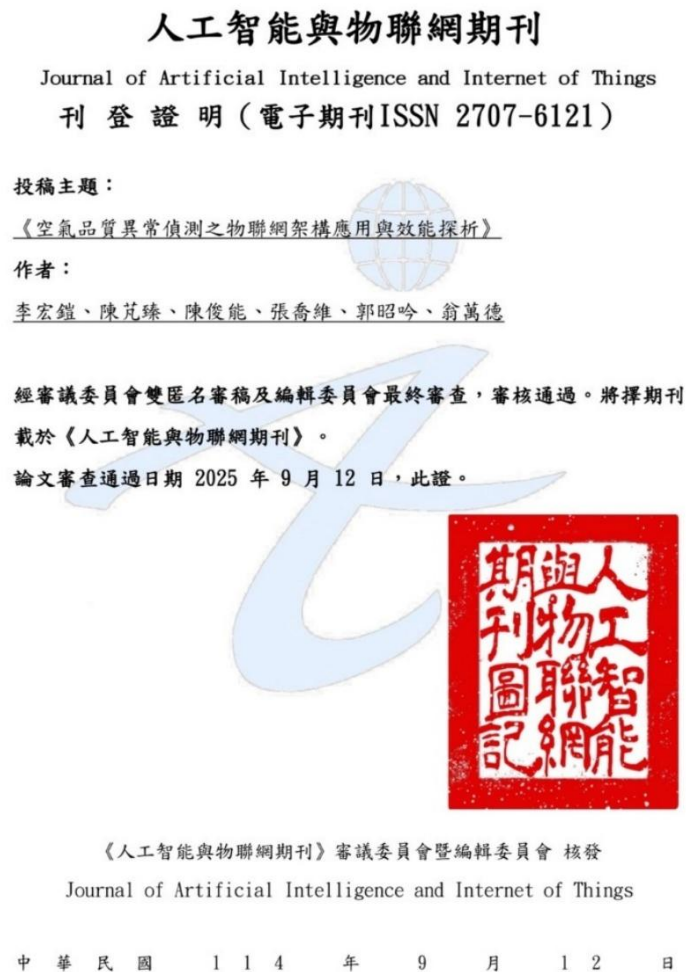 人工智能與物聯網期刊
Journal of Artificial Intelligence and Internet of Things
刊 登 證 明（電子期刊ISSN 2707-6121）
投稿主題：
《空氣品質異常偵測之物聯網架構應用與效能探析》
作者：
李宏鎧、陳芃臻、陳俊能、張喬維、郭昭吟、翁萬德
經審議委員會雙匿名審稿及編輯委員會最終審查，審核通過。將擇期刊
載於《人工智能與物聯網期刊》。
論文審查通過日期 2025 年 9 月 12 日，此證。
人工智能
與物聯網
期刊圖記
《人工智能與物聯網期刊》審議委員會暨編輯委員會 核發
Journal of Artificial Intelligence and Internet of Things
中 華 民 國 1 1 4 年 9 月 1 2 日